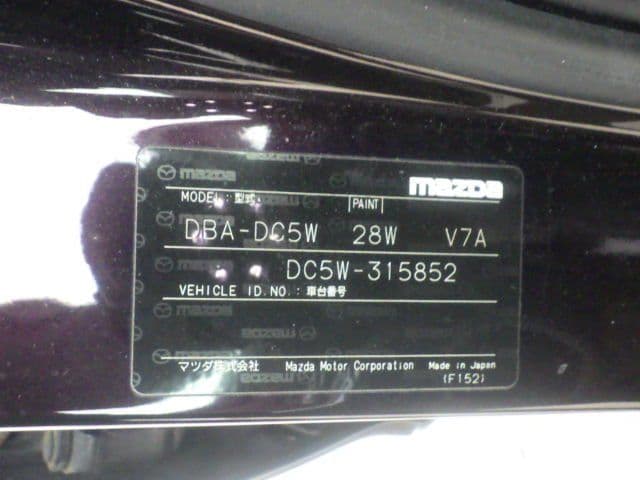 mazda mazda
MODEL : 型式 PAINT
DBA-DC5W 28W V7A
DC5W-315852
VEHICLE ID.NO. : 車台番号
マツダ株式会社 Mazda Motor Corporation Made in Japan
(F152)